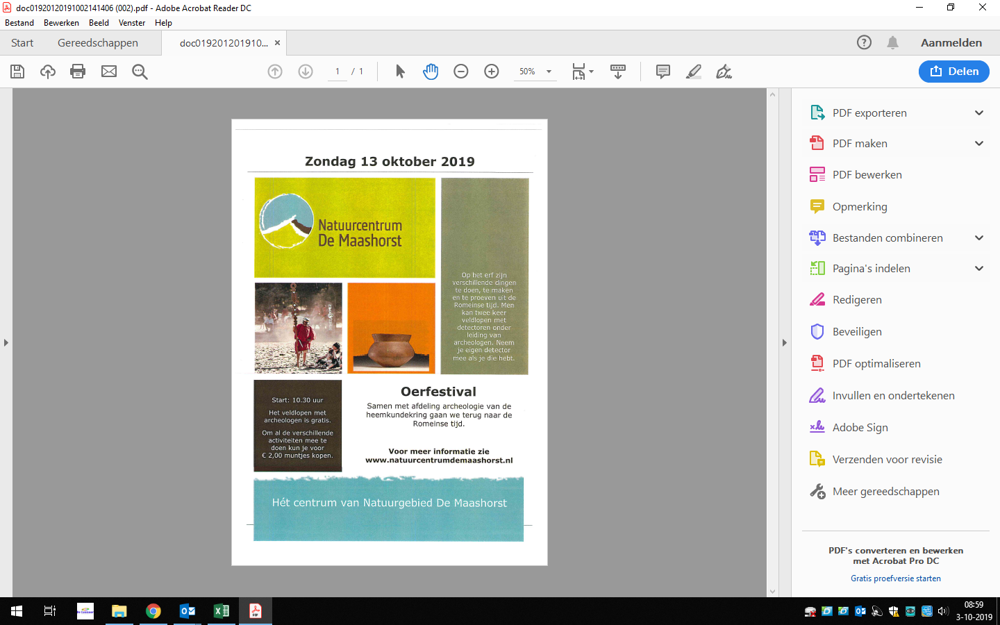 doc01920120191002141406 (002).pdf - Adobe Acrobat Reader DC
Bestand Bewerken Beeld Venster Help
Start Gereedschappen doc019201201910... × Aanmelden
1 / 1 50% Delen
Zondag 13 oktober 2019
Natuurcentrum
De Maashorst
Op het erf zijn
verschillende dingen
te doen, te maken
en te proeven uit de
Romeinse tijd. Men
kan twee keer
veldlopen met
detectoren onder
leiding van
archeologen. Neem
je eigen detector
mee als je die hebt.
Start: 10.30 uur
Het veldlopen met
archeologen is gratis.
Om al de verschillende
activiteiten mee te
doen kun je voor
€ 2,00 muntjes kopen.
Oerfestival
Samen met afdeling archeologie van de
heemkundekring gaan we terug naar de
Romeinse tijd.
Voor meer informatie zie
www.natuurcentrumdemaashorst.nl
Hét centrum van Natuurgebied De Maashorst
PDF exporteren
PDF maken
PDF bewerken
Opmerking
Bestanden combineren
Pagina's indelen
Redigeren
Beveiligen
PDF optimaliseren
Invullen en ondertekenen
Adobe Sign
Verzenden voor revisie
Meer gereedschappen
PDF's converteren en bewerken
met Acrobat Pro DC
Gratis proefversie starten
08:59
3-10-2019